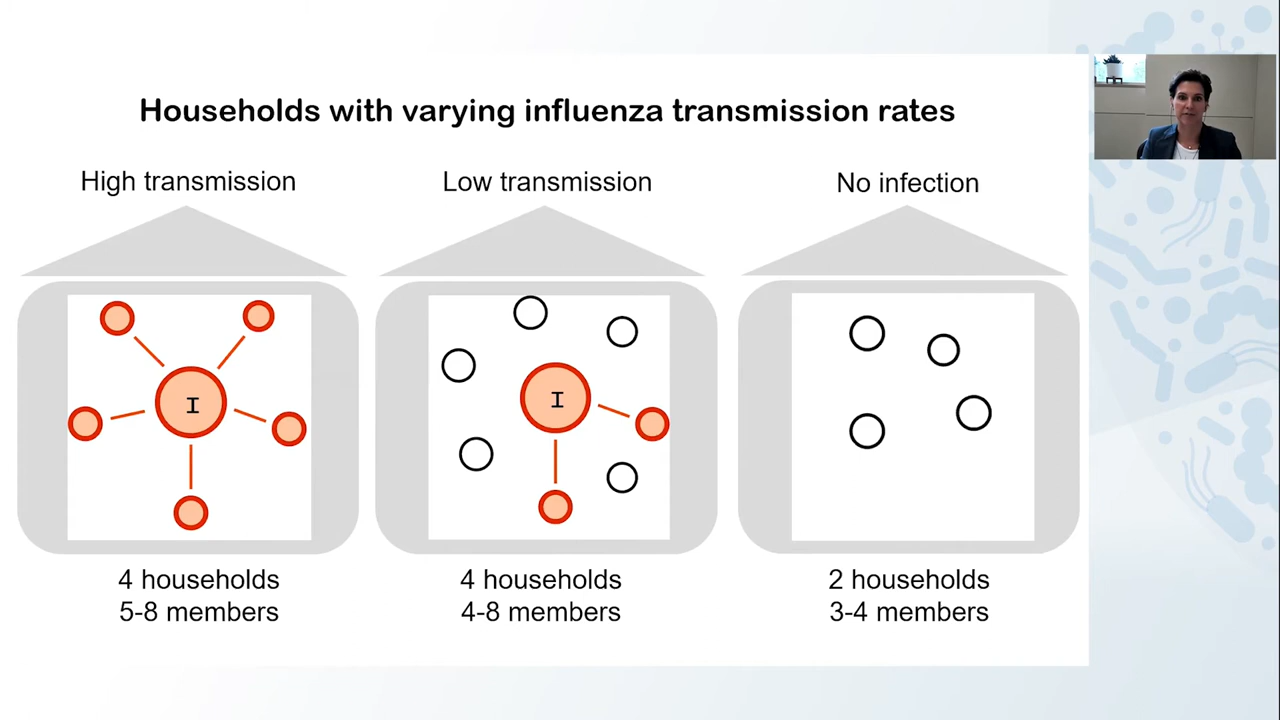 Households with varying influenza transmission rates
High transmission
Low transmission
No infection
I
I
4 households
5-8 members
4 households
4-8 members
2 households
3-4 members